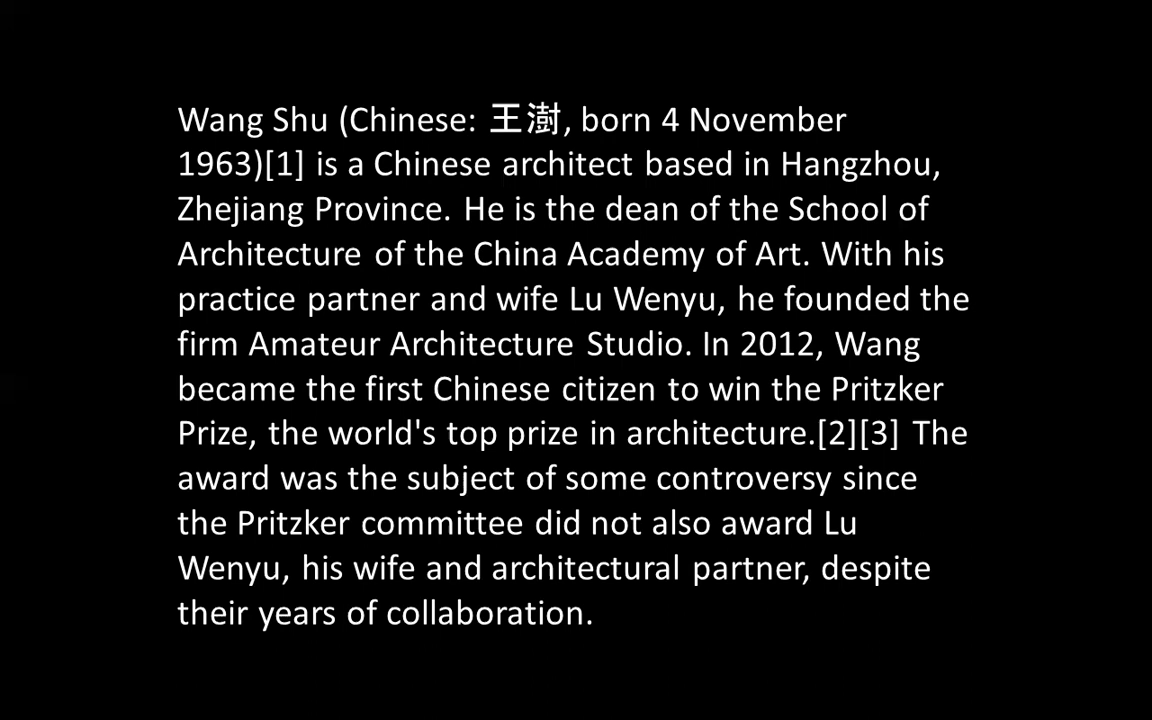 Wang Shu (Chinese: 王澍, born 4 November
1963)[1] is a Chinese architect based in Hangzhou,
Zhejiang Province. He is the dean of the School of
Architecture of the China Academy of Art. With his
practice partner and wife Lu Wenyu, he founded the
firm Amateur Architecture Studio. In 2012, Wang
became the first Chinese citizen to win the Pritzker
Prize, the world's top prize in architecture.[2][3] The
award was the subject of some controversy since
the Pritzker committee did not also award Lu
Wenyu, his wife and architectural partner, despite
their years of collaboration.